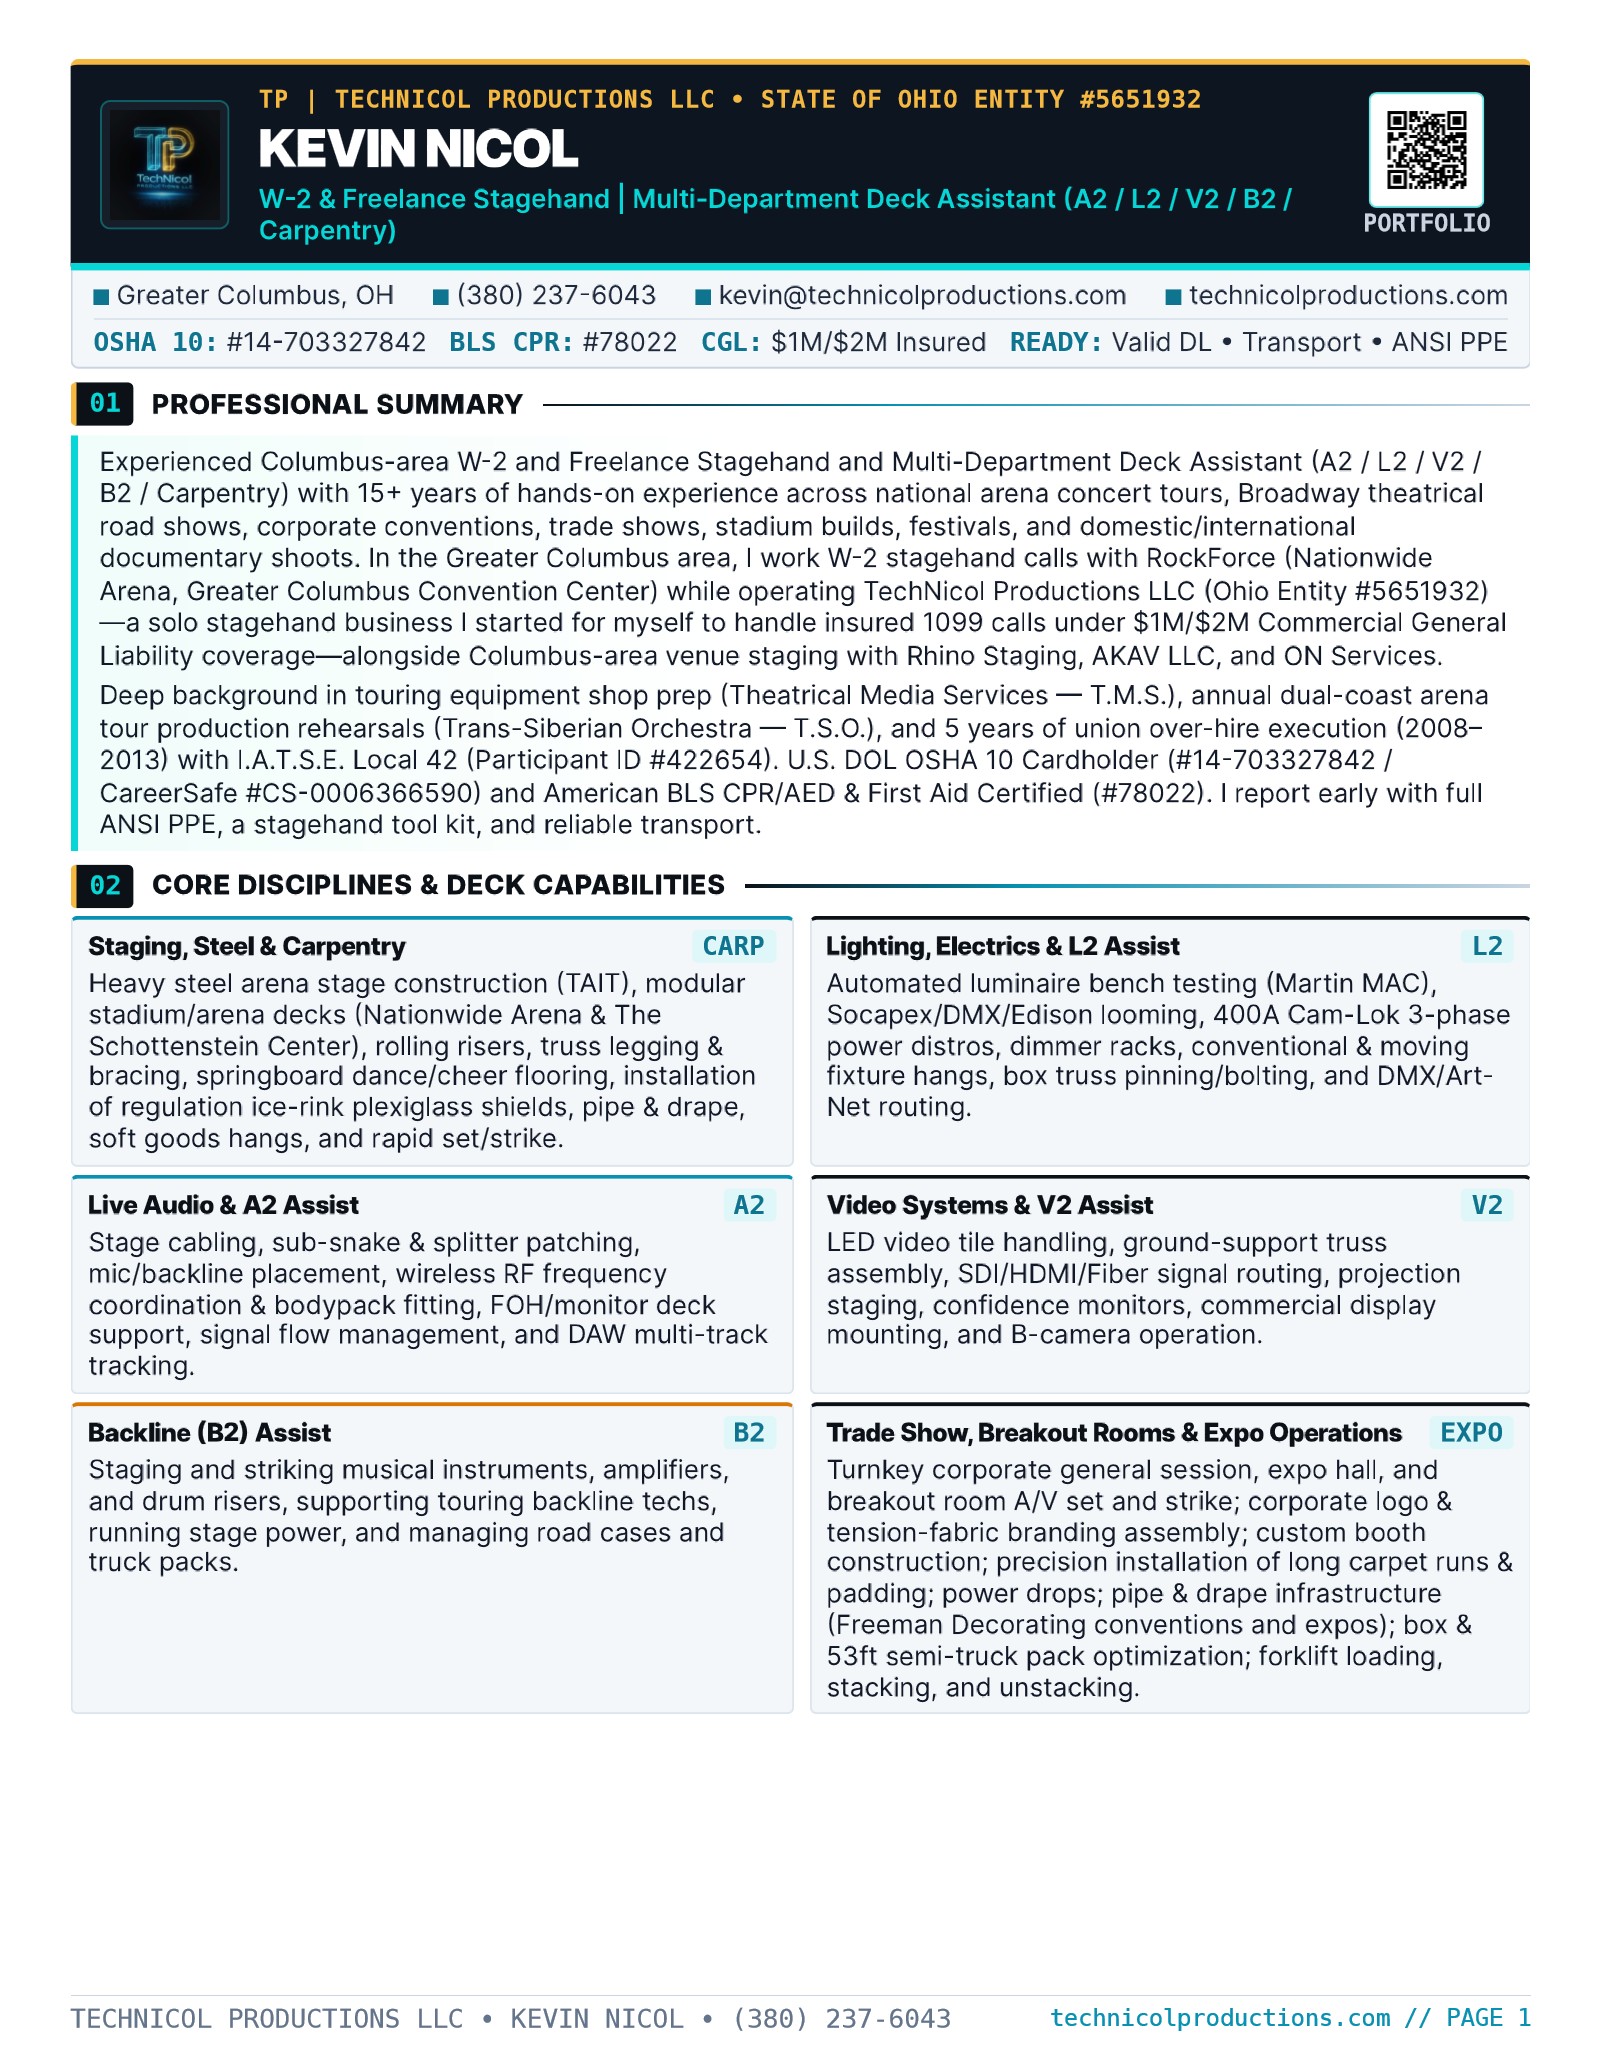 TP | TECHNICOL PRODUCTIONS LLC • STATE OF OHIO ENTITY #5651932
TP
TechNicol
PRODUCTIONS LLC
KEVIN NICOL
W-2 & Freelance Stagehand | Multi-Department Deck Assistant (A2 / L2 / V2 / B2 /
Carpentry)
PORTFOLIO
Greater Columbus, OH (380) 237-6043 kevin@technicolproductions.com technicolproductions.com
OSHA 10: #14-703327842 BLS CPR: #78022 CGL: $1M/$2M Insured READY: Valid DL • Transport • ANSI PPE
01 PROFESSIONAL SUMMARY
Experienced Columbus-area W-2 and Freelance Stagehand and Multi-Department Deck Assistant (A2 / L2 / V2 /
B2 / Carpentry) with 15+ years of hands-on experience across national arena concert tours, Broadway theatrical
road shows, corporate conventions, trade shows, stadium builds, festivals, and domestic/international
documentary shoots. In the Greater Columbus area, I work W-2 stagehand calls with RockForce (Nationwide
Arena, Greater Columbus Convention Center) while operating TechNicol Productions LLC (Ohio Entity #5651932)
—a solo stagehand business I started for myself to handle insured 1099 calls under $1M/$2M Commercial General
Liability coverage—alongside Columbus-area venue staging with Rhino Staging, AKAV LLC, and ON Services.
Deep background in touring equipment shop prep (Theatrical Media Services — T.M.S.), annual dual-coast arena
tour production rehearsals (Trans-Siberian Orchestra — T.S.O.), and 5 years of union over-hire execution (2008–
2013) with I.A.T.S.E. Local 42 (Participant ID #422654). U.S. DOL OSHA 10 Cardholder (#14-703327842 /
CareerSafe #CS-0006366590) and American BLS CPR/AED & First Aid Certified (#78022). I report early with full
ANSI PPE, a stagehand tool kit, and reliable transport.
02 CORE DISCIPLINES & DECK CAPABILITIES
Staging, Steel & Carpentry CARP
Heavy steel arena stage construction (TAIT), modular
stadium/arena decks (Nationwide Arena & The
Schottenstein Center), rolling risers, truss legging &
bracing, springboard dance/cheer flooring, installation
of regulation ice-rink plexiglass shields, pipe & drape,
soft goods hangs, and rapid set/strike.
Lighting, Electrics & L2 Assist L2
Automated luminaire bench testing (Martin MAC),
Socapex/DMX/Edison looming, 400A Cam-Lok 3-phase
power distros, dimmer racks, conventional & moving
fixture hangs, box truss pinning/bolting, and DMX/Art-
Net routing.
Live Audio & A2 Assist A2
Stage cabling, sub-snake & splitter patching,
mic/backline placement, wireless RF frequency
coordination & bodypack fitting, FOH/monitor deck
support, signal flow management, and DAW multi-track
tracking.
Video Systems & V2 Assist V2
LED video tile handling, ground-support truss
assembly, SDI/HDMI/Fiber signal routing, projection
staging, confidence monitors, commercial display
mounting, and B-camera operation.
Backline (B2) Assist B2
Staging and striking musical instruments, amplifiers,
and drum risers, supporting touring backline techs,
running stage power, and managing road cases and
truck packs.
Trade Show, Breakout Rooms & Expo Operations EXPO
Turnkey corporate general session, expo hall, and
breakout room A/V set and strike; corporate logo &
tension-fabric branding assembly; custom booth
construction; precision installation of long carpet runs &
padding; power drops; pipe & drape infrastructure
(Freeman Decorating conventions and expos); box &
53ft semi-truck pack optimization; forklift loading,
stacking, and unstacking.
TECHNICOL PRODUCTIONS LLC • KEVIN NICOL • (380) 237-6043 technicolproductions.com // PAGE 1